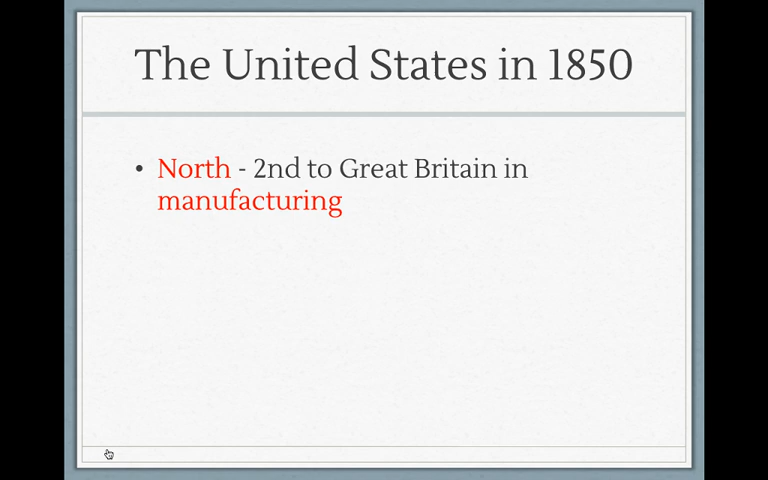 The United States in 1850
• North - 2nd to Great Britain in
manufacturing